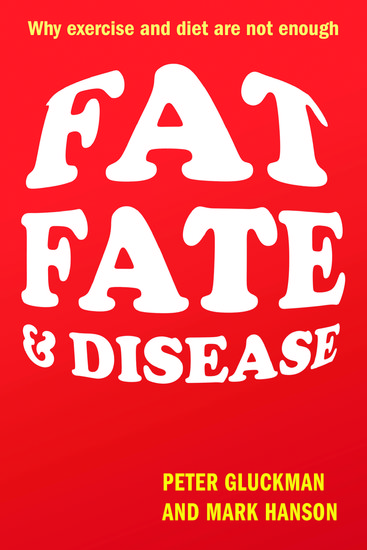 Why exercise and diet are not enough
FAT
FATE
& DISEASE
PETER GLUCKMAN
AND MARK HANSON